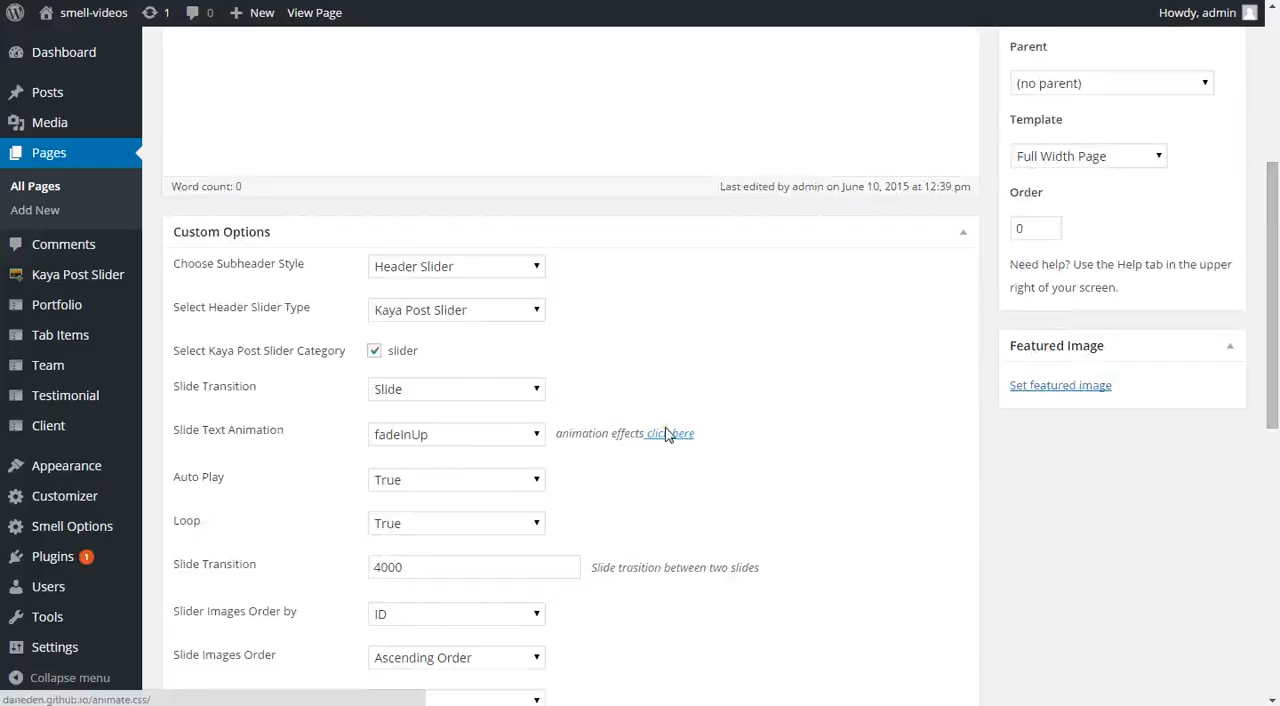 smell-videos 1 0 New View Page Howdy, admin
Dashboard
Posts
Media
Pages
All Pages
Add New
Comments
Kaya Post Slider
Portfolio
Tab Items
Team
Testimonial
Client
Appearance
Customizer
Smell Options
Plugins 1
Users
Tools
Settings
Collapse menu
Word count: 0 Last edited by admin on June 10, 2015 at 12:39 pm
Custom Options
Choose Subheader Style Header Slider
Select Header Slider Type Kaya Post Slider
Select Kaya Post Slider Category slider
Slide Transition Slide
Slide Text Animation fadeInUp animation effects click here
Auto Play True
Loop True
Slide Transition 4000 Slide trasition between two slides
Slider Images Order by ID
Slide Images Order Ascending Order
Parent
(no parent)
Template
Full Width Page
Order
0
Need help? Use the Help tab in the upper
right of your screen.
Featured Image
Set featured image
daneden.github.io/animate.css/